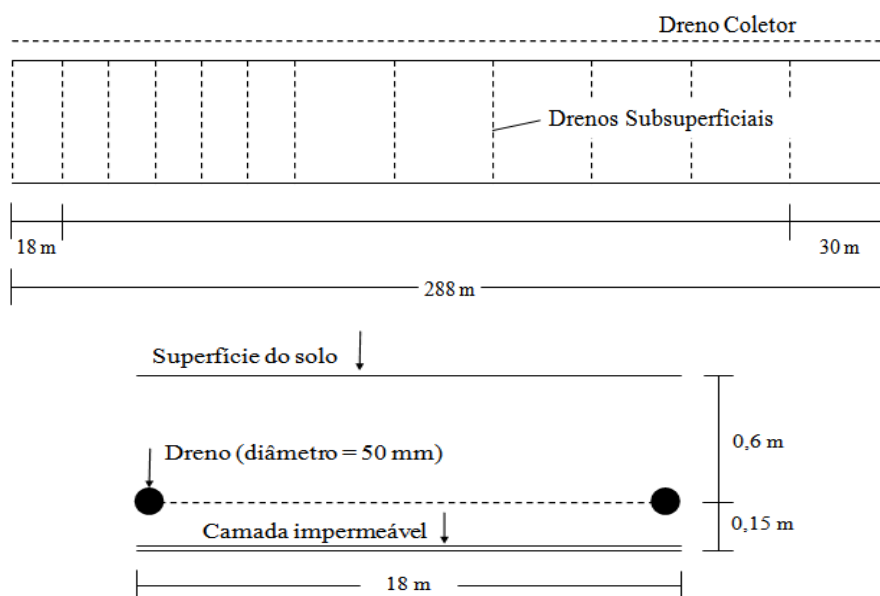 Dreno Coletor
Drenos Subsuperficiais
18 m
30 m
288 m
Superfície do solo
0,6 m
Dreno (diâmetro = 50 mm)
Camada impermeável
0,15 m
18 m